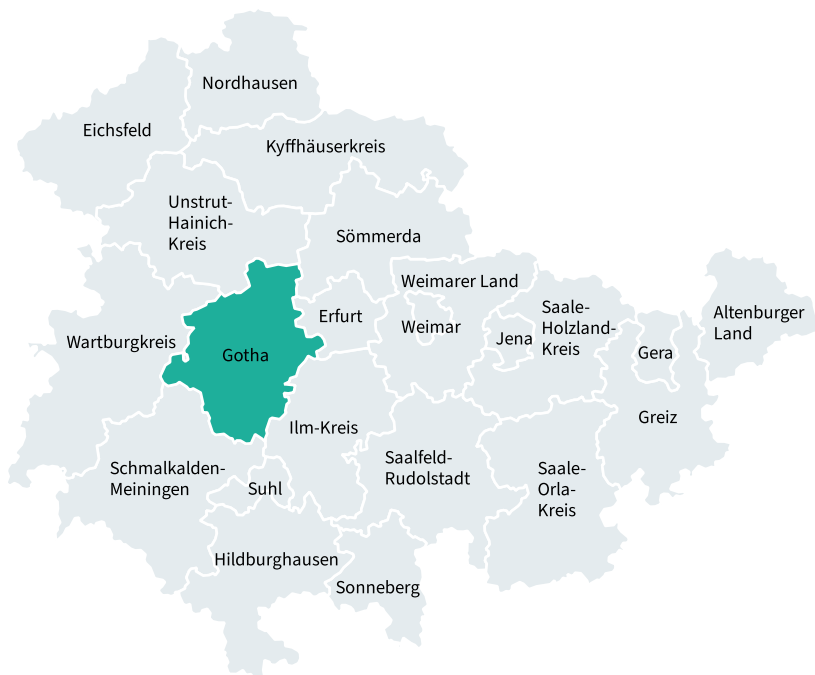 Nordhausen
Eichsfeld
Kyffhäuserkreis
Unstrut-
Hainich-
Kreis
Sömmerda
Weimarer Land
Saale-
Holzland-
Kreis
Altenburger
Land
Erfurt
Weimar
Jena
Wartburgkreis
Gotha
Gera
Greiz
Ilm-Kreis
Schmalkalden-
Meiningen
Suhl
Saalfeld-
Rudolstadt
Saale-
Orla-
Kreis
Hildburghausen
Sonneberg